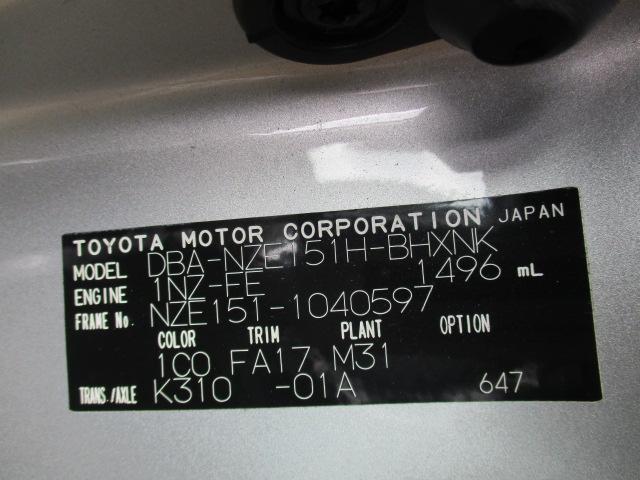 TOYOTA MOTOR CORPORATION JAPAN
MODEL DBA-NZE151H-BHXNK
ENGINE 1NZ-FE 1496 mL
FRAME No. NZE151-1040597
COLOR TRIM PLANT OPTION
1C0 FA17 M31
TRANS./AXLE K310 -01A 647